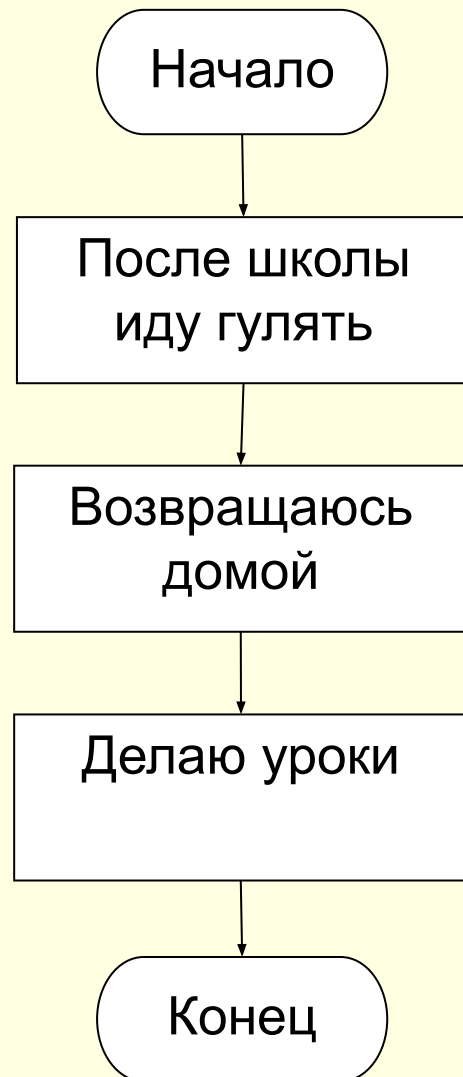 Начало
После школы
иду гулять
Возвращаюсь
домой
Делаю уроки
Конец